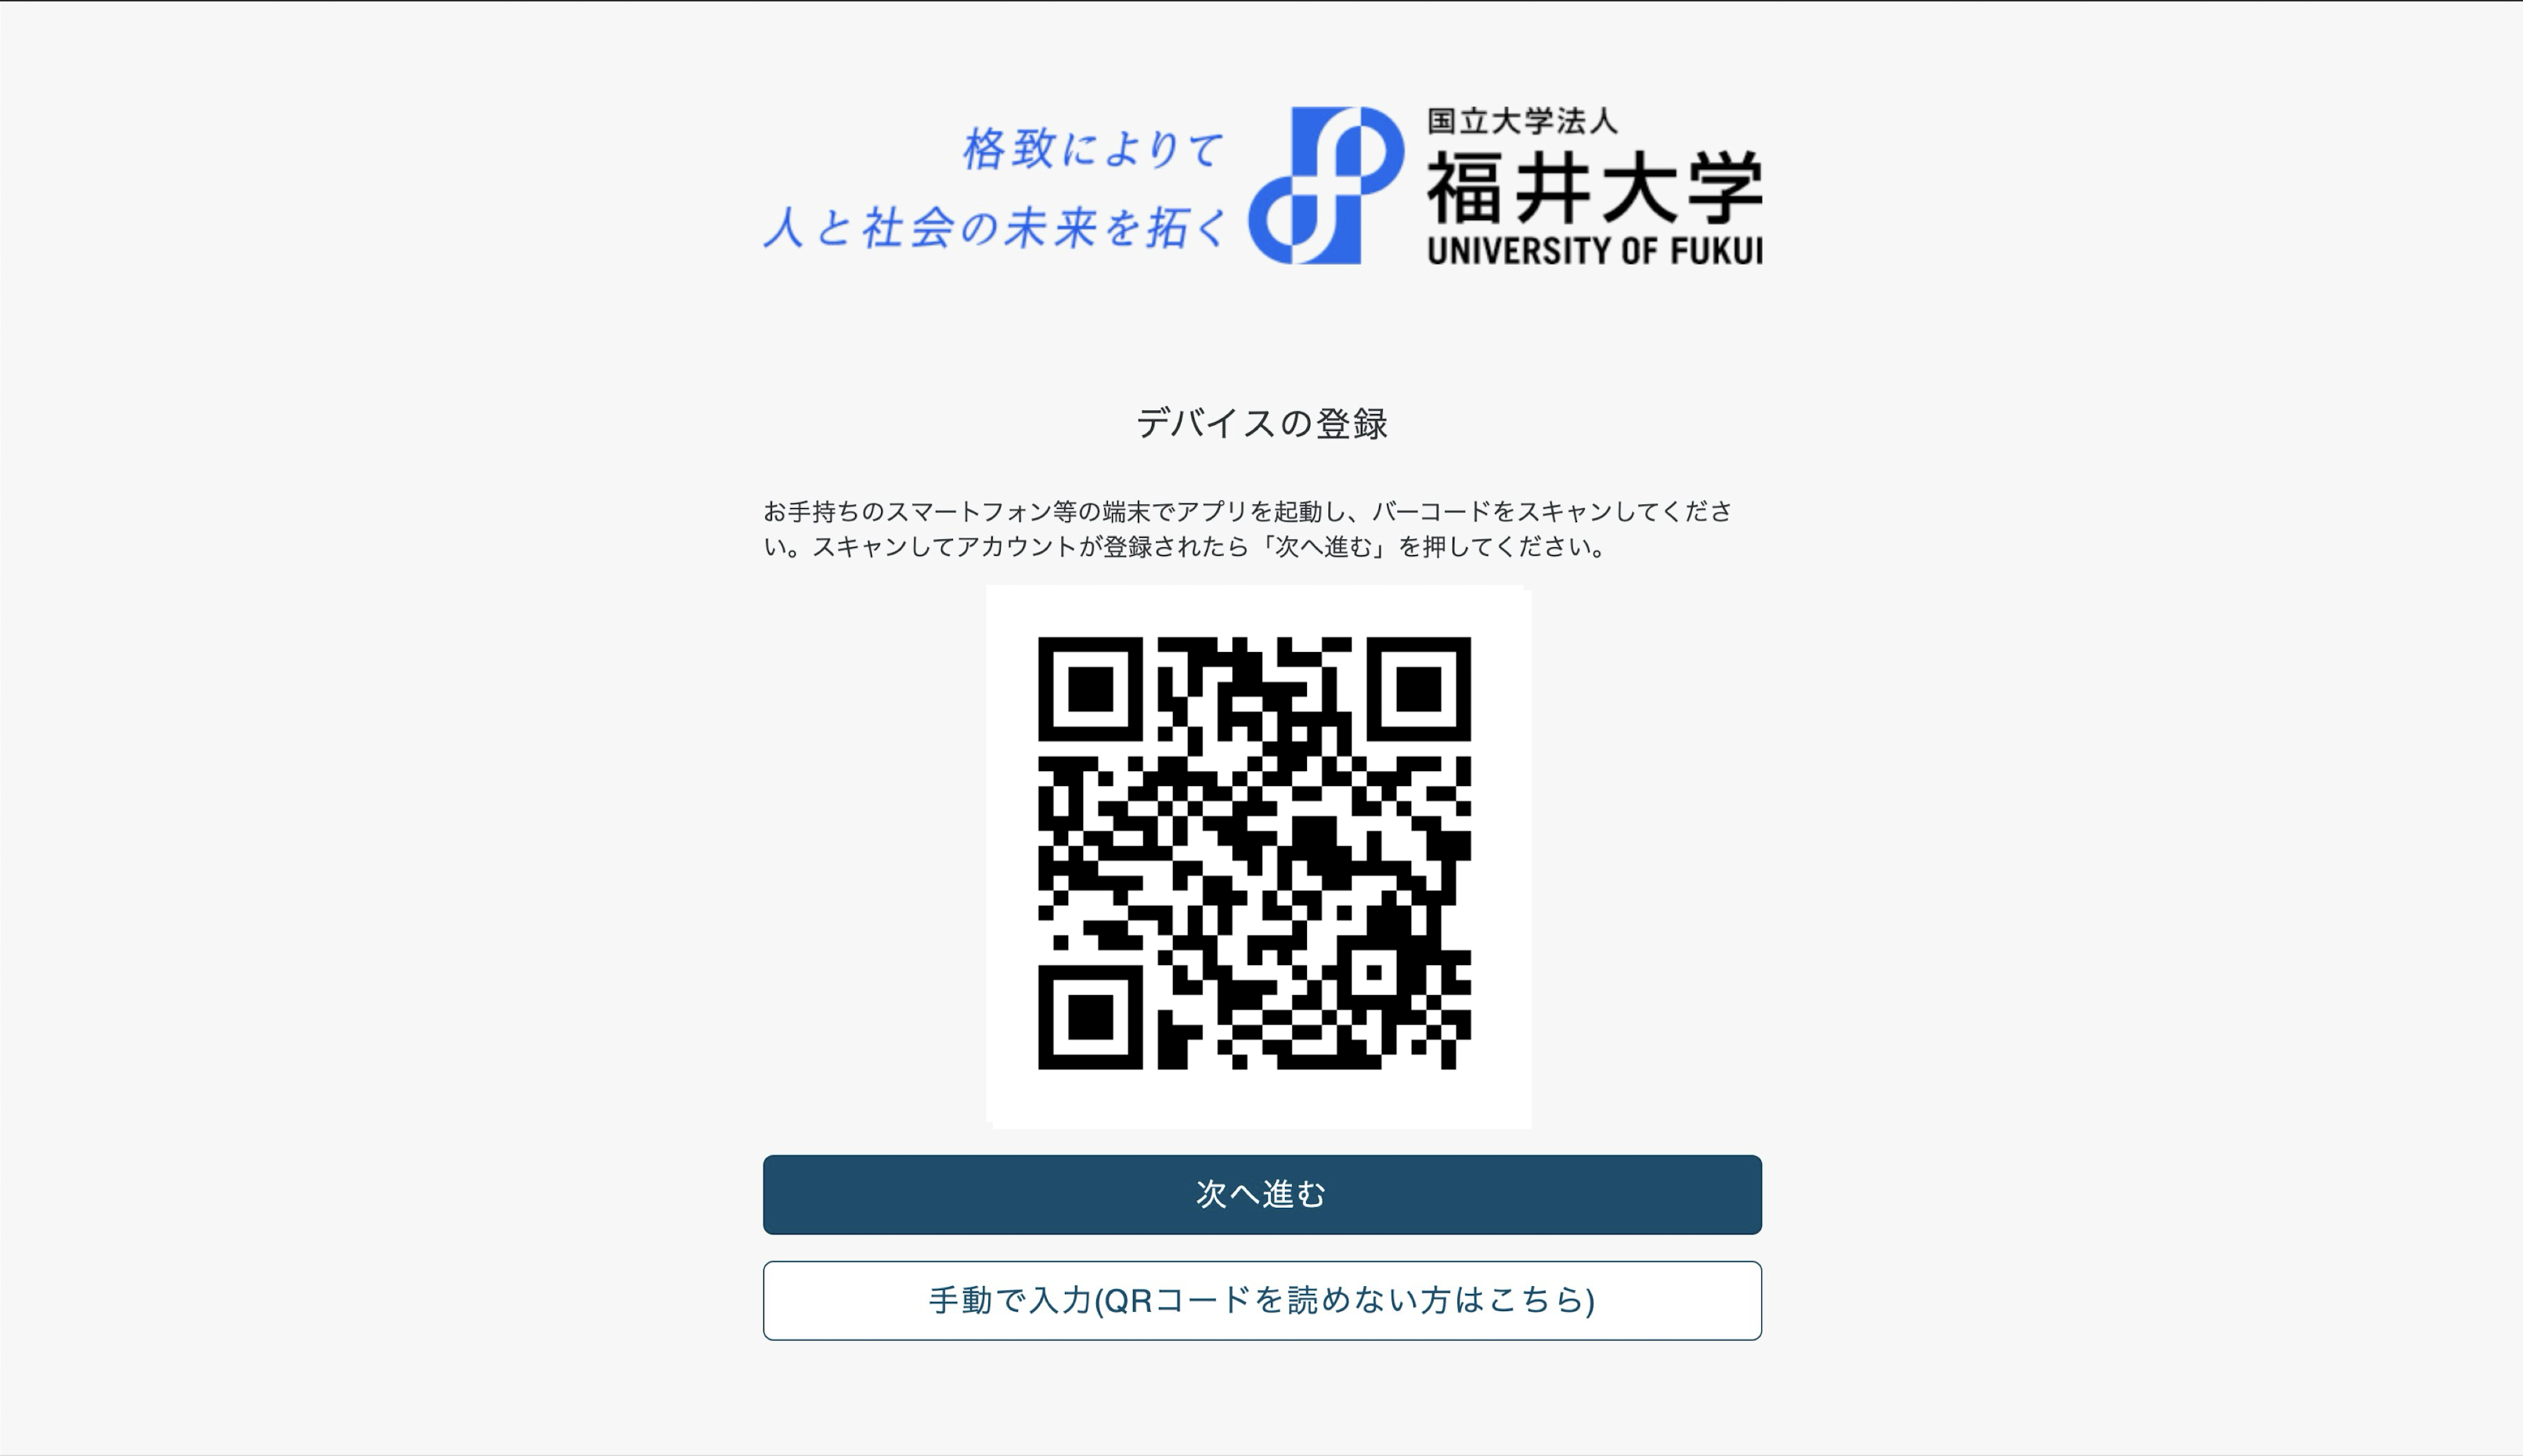 格致によりて
人と社会の未来を拓く
国立大学法人
福井大学
UNIVERSITY OF FUKUI
デバイスの登録
お手持ちのスマートフォン等の端末でアプリを起動し、バーコードをスキャンしてくださ
い。スキャンしてアカウントが登録されたら「次へ進む」を押してください。
次へ進む
手動で入力(QRコードを読めない方はこちら)